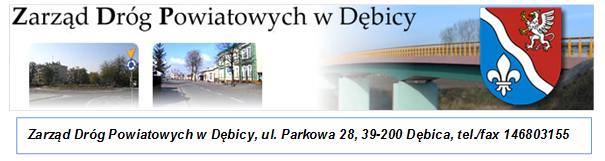 Zarząd Dróg Powiatowych w Dębicy
Zarząd Dróg Powiatowych w Dębicy, ul. Parkowa 28, 39-200 Dębica, tel./fax 146803155